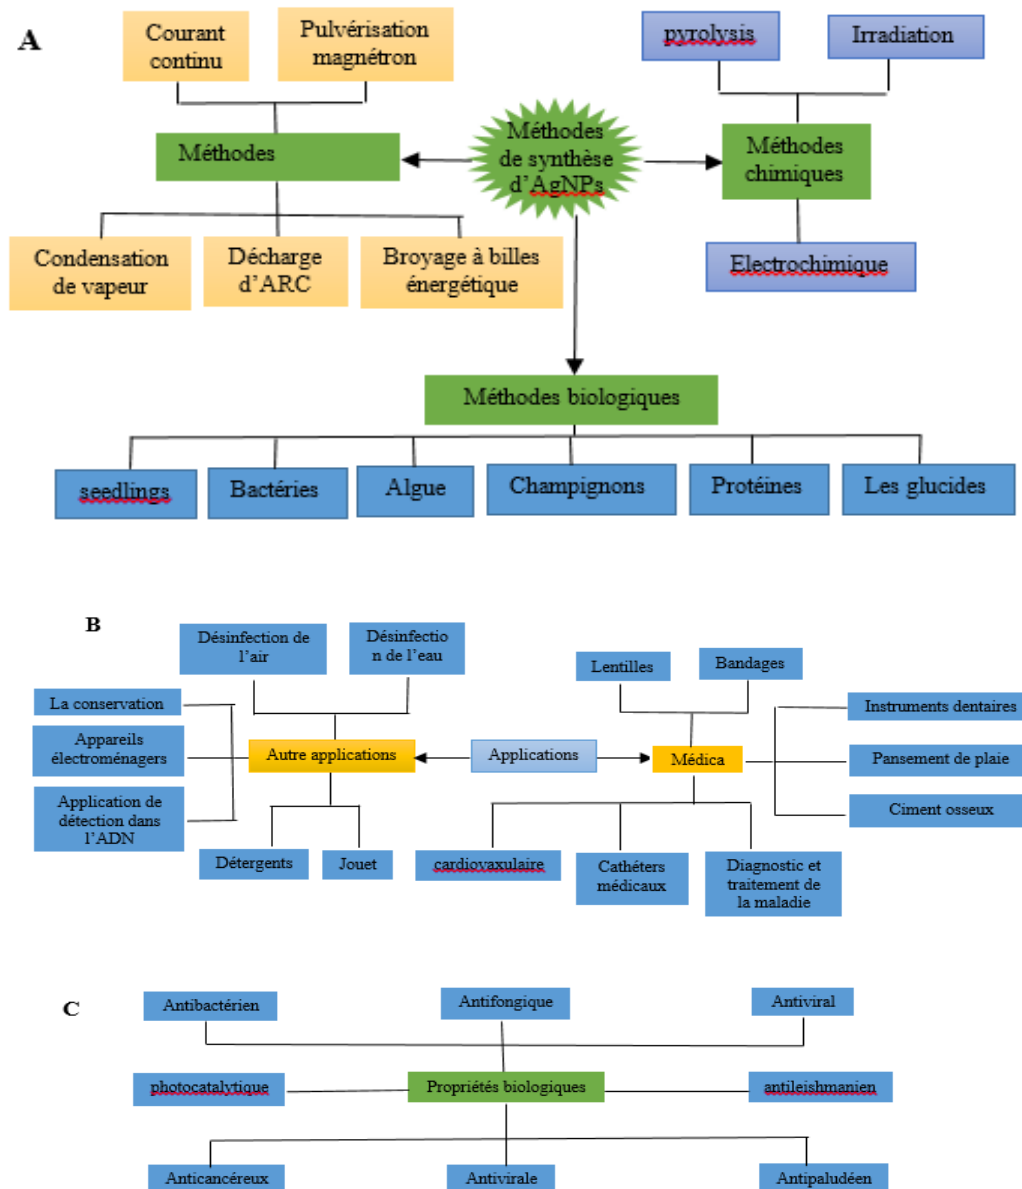 A
Courant
continu
Pulvérisation
magnétron
pyrolysis
Irradiation
Méthodes
Méthodes
de synthèse
d’AgNPs
Méthodes
chimiques
Condensation
de vapeur
Décharge
d’ARC
Broyage à billes
énergétique
Electrochimique
Méthodes biologiques
seedlings
Bactéries
Algue
Champignons
Protéines
Les glucides
B
Désinfection de
l’air
Désinfectio
n de l’eau
Lentilles
Bandages
La conservation
Appareils
électroménagers
Application de
détection dans
l’ADN
Autre applications
Applications
Médica
Instruments dentaires
Pansement de plaie
Ciment osseux
Détergents
Jouet
cardiovaxulaire
Cathéters
médicaux
Diagnostic et
traitement de
la maladie
C
Antibactérien
Antifongique
Antiviral
photocatalytique
Propriétés biologiques
antileishmanien
Anticancéreux
Antivirale
Antipaludéen